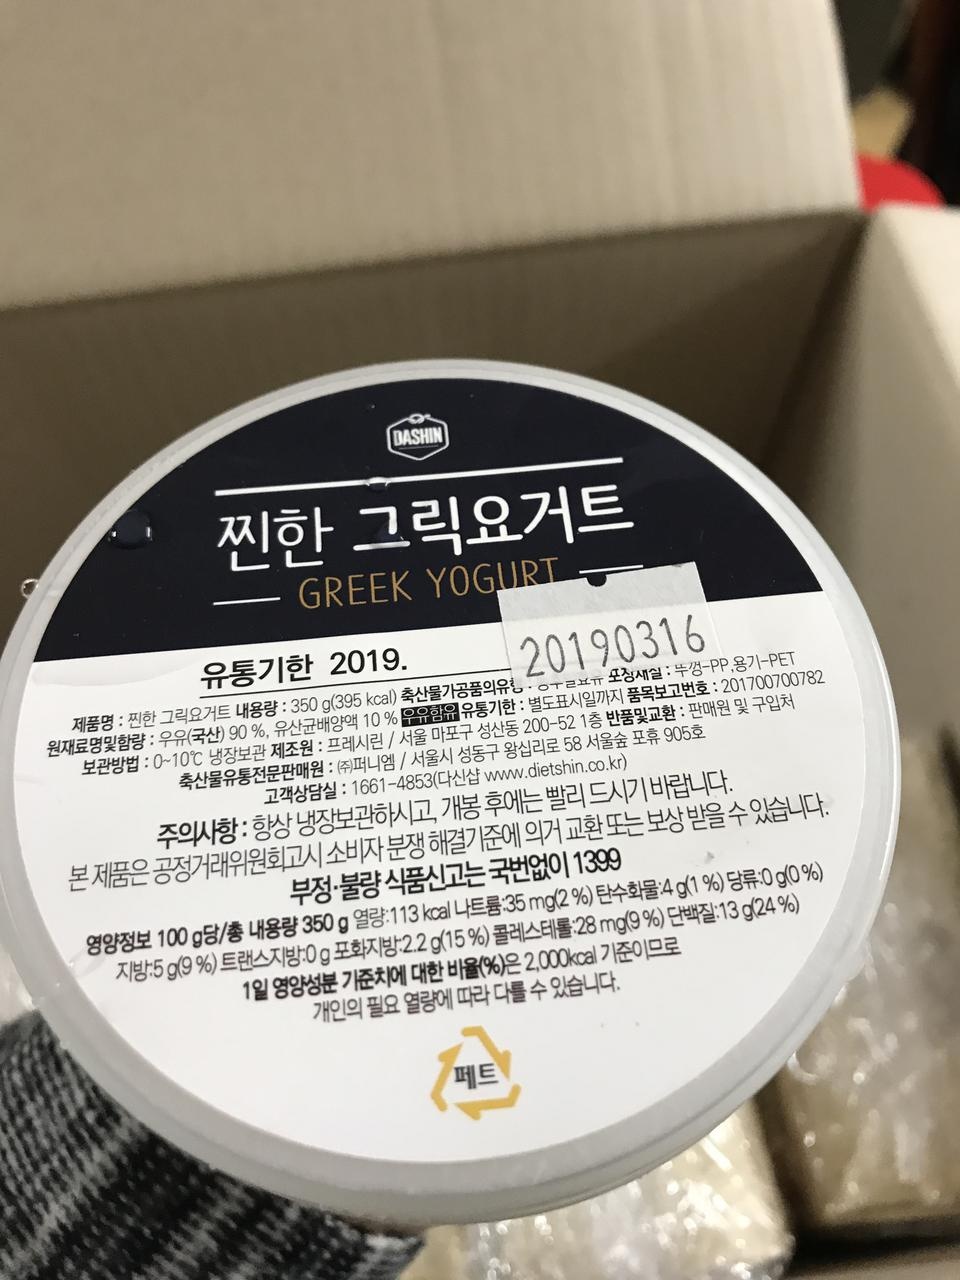 DASHIN
찐한 그릭요거트
GREEK YOGURT
20190316
유통기한 2019.
제품명 : 찐한 그릭요거트 내용량 : 350 g(395 kcal) 축산물가공품의유형 : 포장재질 : 뚜껑-PP,용기-PET
원재료명및함량 : 우유(국산) 90 %, 유산균배양액 10 % 우유함유 유통기한 : 별도표시일까지 품목보고번호 : 201700700782
보관방법 : 0~10℃ 냉장보관 제조원 : 프레시린 / 서울 마포구 성산동 200-52 1층 반품및교환 : 판매원 및 구입처
축산물유통전문판매원 : ㈜퍼니엠 / 서울시 성동구 왕십리로 58 서울숲 포휴 905호
고객상담실 : 1661-4853(다신샵 www.dietshin.co.kr)
주의사항 : 항상 냉장보관하시고, 개봉 후에는 빨리 드시기 바랍니다.
본 제품은 공정거래위원회고시 소비자 분쟁 해결기준에 의거 교환 또는 보상 받을 수 있습니다.
부정·불량 식품신고는 국번없이 1399
영양정보 100 g당/총 내용량 350 g 열량:113 kcal 나트륨:35 mg(2 %) 탄수화물:4 g(1 %) 당류:0 g(0 %)
지방:5 g(9 %) 트랜스지방:0 g 포화지방:2.2 g(15 %) 콜레스테롤:28 mg(9 %) 단백질:13 g(24 %)
1일 영양성분 기준치에 대한 비율(%)은 2,000kcal 기준이므로
개인의 필요 열량에 따라 다를 수 있습니다.
페트